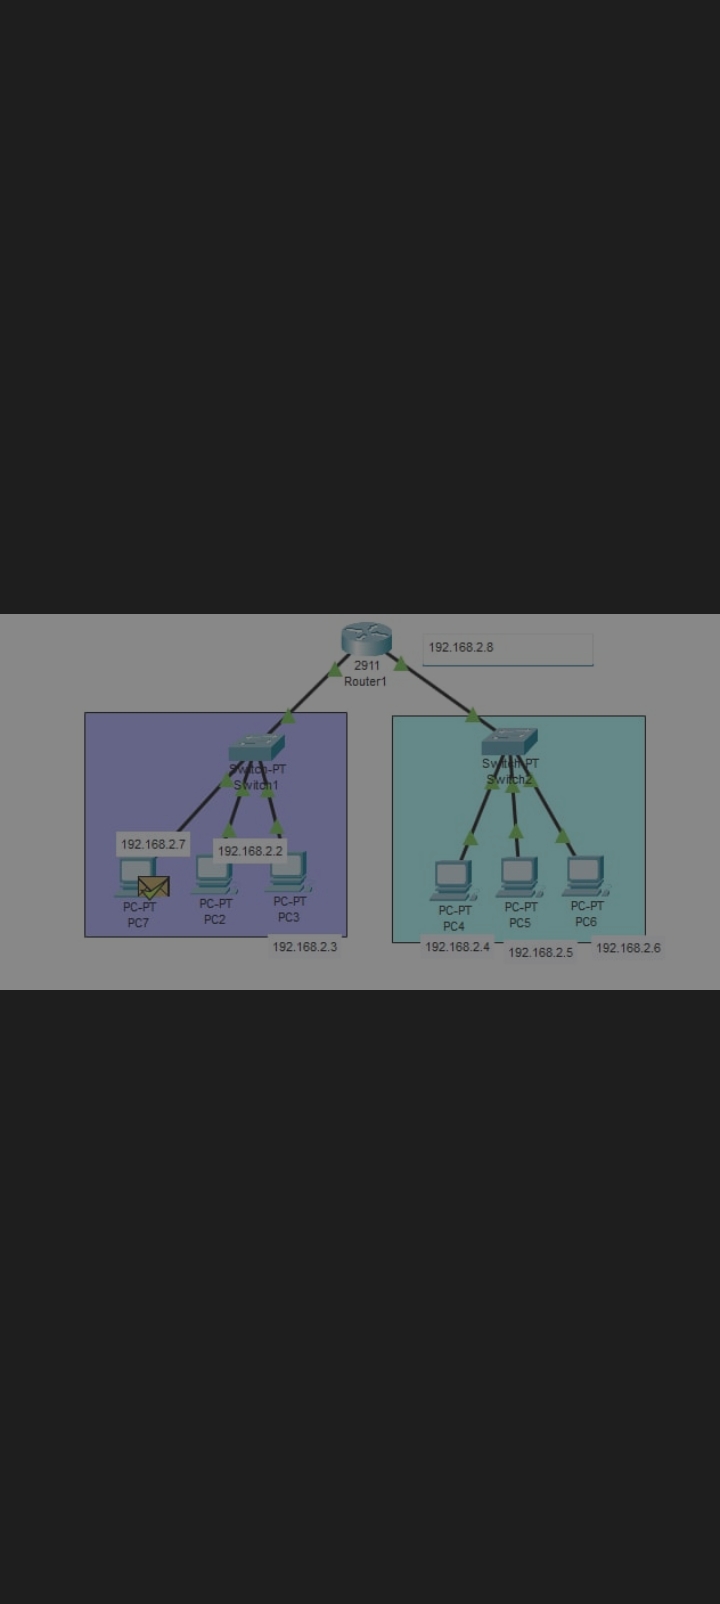 192.168.2.8
2911
Router1
Switch-PT
Switch1
Switch-PT
Switch2
192.168.2.7
192.168.2.2
PC-PT
PC7
PC-PT
PC2
PC-PT
PC3
PC-PT
PC4
PC-PT
PC5
PC-PT
PC6
192.168.2.3
192.168.2.4
192.168.2.5
192.168.2.6